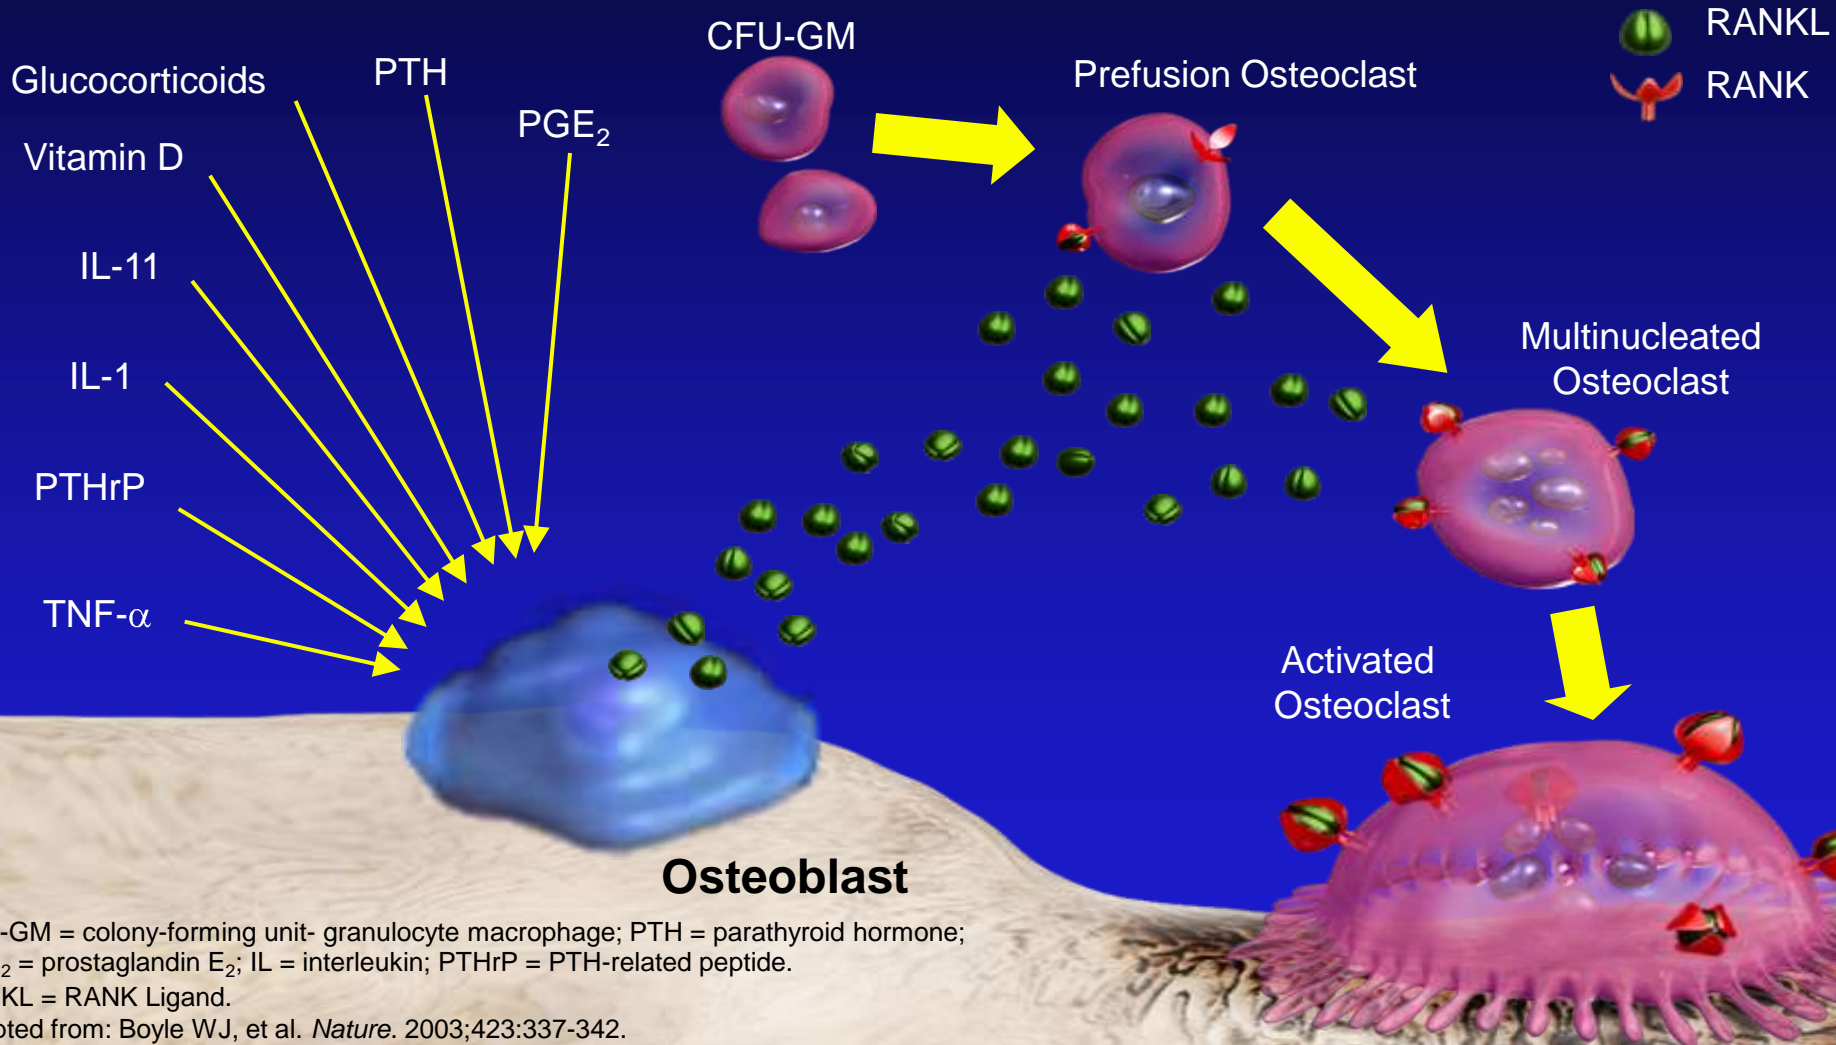 RANKL
RANK
CFU-GM
Prefusion Osteoclast
Glucocorticoids
PTH
PGE₂
Vitamin D
IL-11
IL-1
PTHrP
TNF-α
Multinucleated
Osteoclast
Activated
Osteoclast
Osteoblast
-GM = colony-forming unit- granulocyte macrophage; PTH = parathyroid hormone;
₂ = prostaglandin E₂; IL = interleukin; PTHrP = PTH-related peptide.
KL = RANK Ligand.
oted from: Boyle WJ, et al. Nature. 2003;423:337-342.